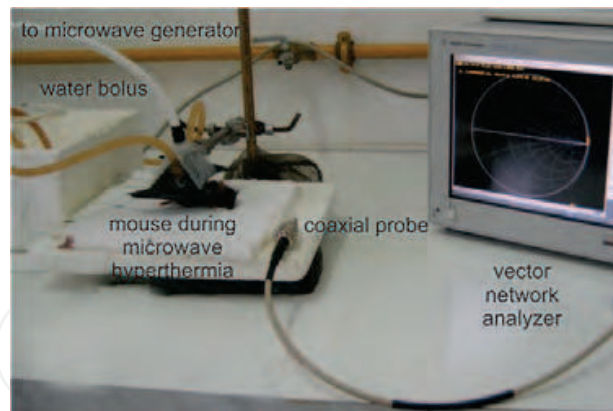 to microwave generator
water bolus
mouse during
microwave
hyperthermia
coaxial probe
vector
network
analyzer